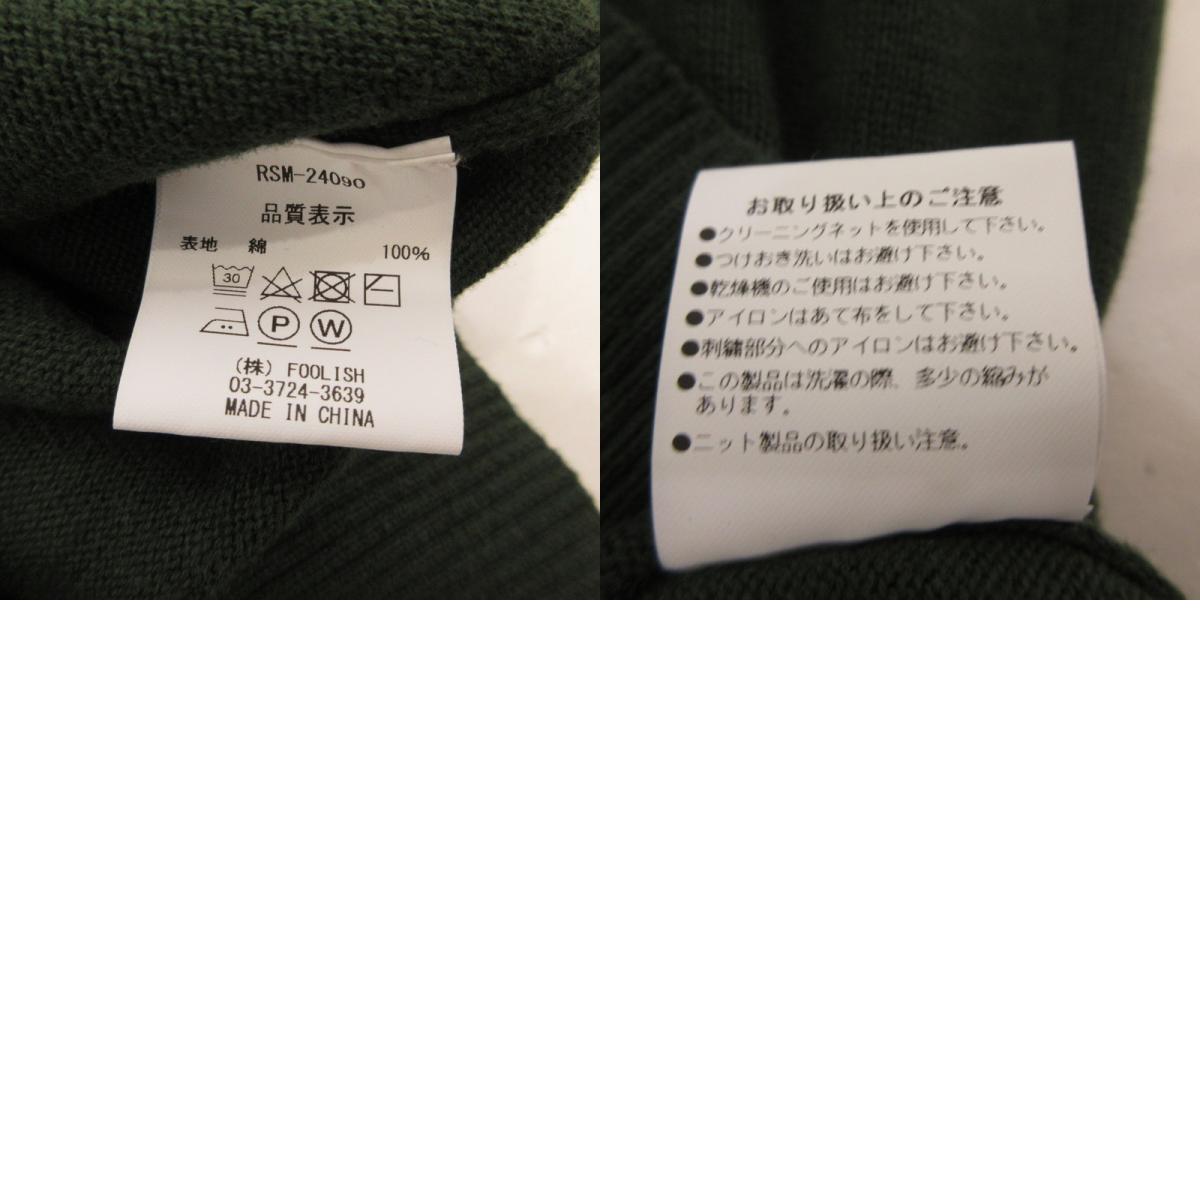 RSM-24090
品質表示
表地 綿 100%
30
P W
(株) FOOLISH
03-3724-3639
MADE IN CHINA
お取り扱い上のご注意
●クリーニングネットを使用して下さい。
●つけおき洗いはお避け下さい。
●乾燥機のご使用はお避け下さい。
●アイロンはあて布をして下さい。
●刺繍部分へのアイロンはお避け下さい。
●この製品は洗濯の際、多少の縮みが
あります。
●ニット製品の取り扱い注意。